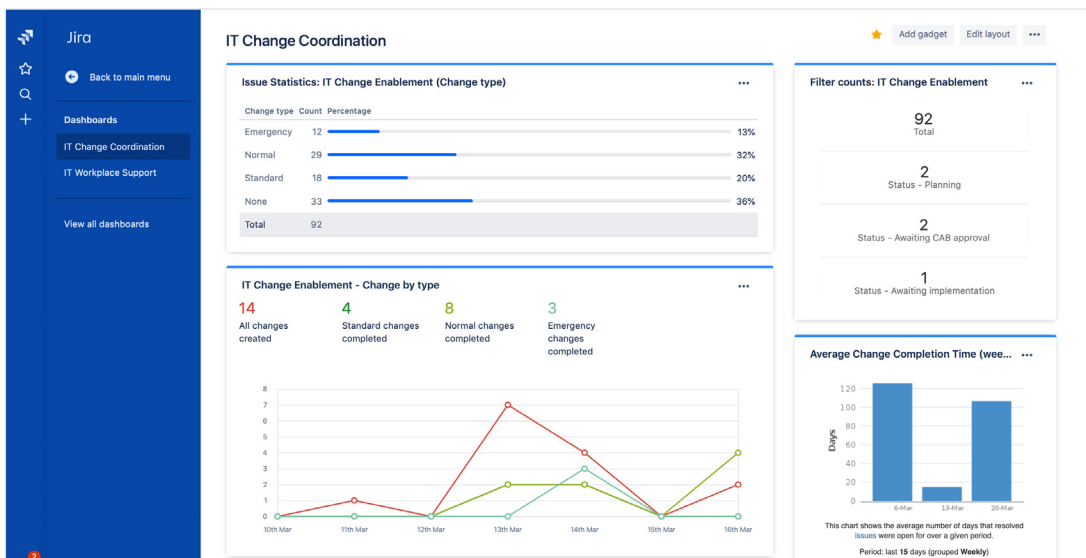 Jira
Back to main menu
Dashboards
IT Change Coordination
IT Workplace Support
View all dashboards
2
IT Change Coordination
Add gadget
Edit layout
Issue Statistics: IT Change Enablement (Change type)
Change type Count Percentage
Emergency 12 13%
Normal 29 32%
Standard 18 20%
None 33 36%
Total 92
Filter counts: IT Change Enablement
92
Total
2
Status - Planning
2
Status - Awaiting CAB approval
1
Status - Awaiting implementation
IT Change Enablement - Change by type
14
All changes
created
4
Standard changes
completed
8
Normal changes
completed
3
Emergency
changes
completed
8
7
6
5
4
3
2
1
0
10th Mar 11th Mar 12th Mar 13th Mar 14th Mar 15th Mar 16th Mar
Average Change Completion Time (wee...
Days
120
100
80
60
40
20
0
6-Mar 13-Mar 20-Mar
This chart shows the average number of days that resolved
issues were open for over a given period.
Period: last 15 days (grouped Weekly)